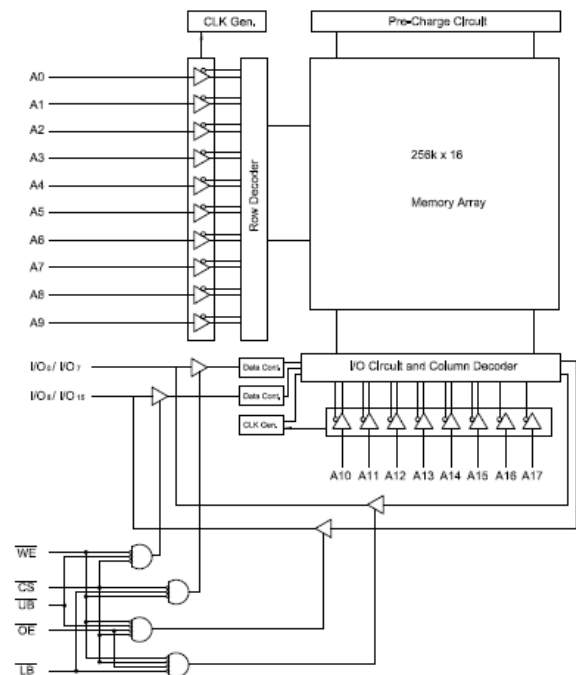 CLK Gen.
Pre-Charge Circuit
A0
A1
A2
A3
A4
A5
A6
A7
A8
A9
Row Decoder
256k x 16
Memory Array
I/O₀/ I/O₇
I/O₈/ I/O₁₅
Data Cont.
Data Cont.
CLK Gen.
I/O Circuit and Column Decoder
A10 A11 A12 A13 A14 A15 A16 A17
WE
CS
UB
OE
LB